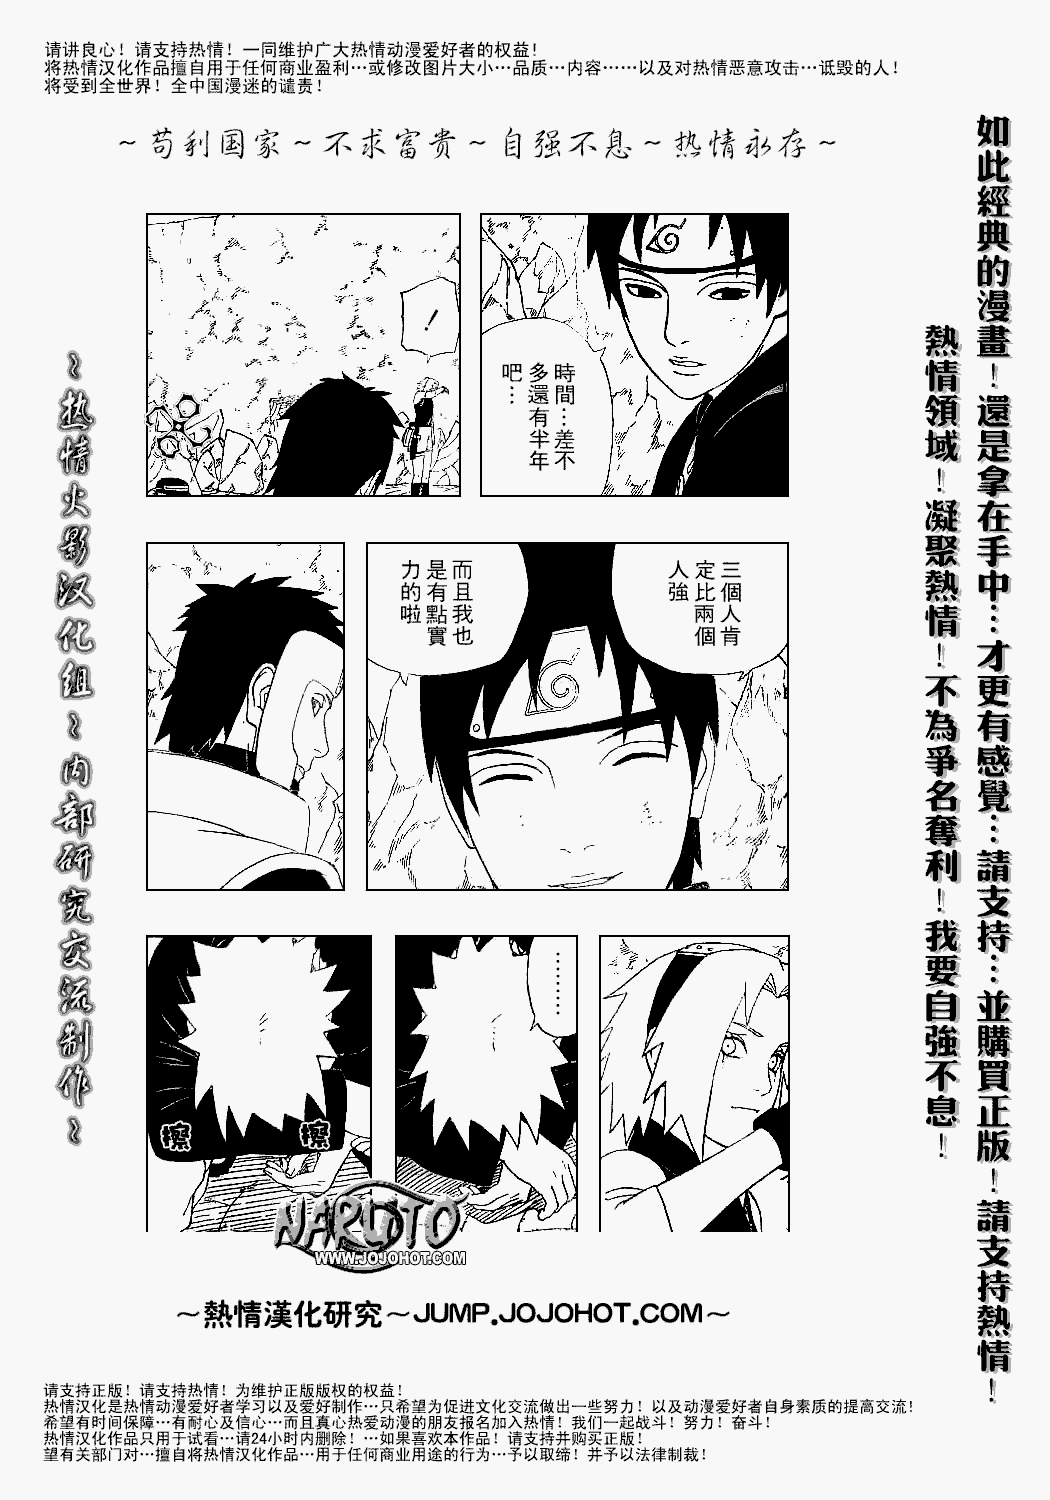 请讲良心！请支持热情！一同维护广大热情动漫爱好者的权益！
将热情汉化作品擅自用于任何商业盈利…或修改图片大小…品质…内容……以及对热情恶意攻击…诋毁的人！
将受到全世界！全中国漫迷的谴责！
～苟利国家～不求富贵～自强不息～热情永存～
如此經典的漫畫！還是拿在手中…才更有感覺…請支持…並購買正版！請支持熱情！
熱情領域！凝聚熱情！不為爭名奪利！我要自強不息！
～热情火影汉化组～内部研究交流制作～
時間…差不
多還有半年
吧…
！
三個人肯
定比兩個
人強
而且我也
是有點實
力的啦
………
擦
擦
NARUTO
WWW.JOJOHOT.COM
～熱情漢化研究～JUMP.JOJOHOT.COM～
请支持正版！请支持热情！为维护正版版权的权益！
热情汉化是热情动漫爱好者学习以及爱好制作…只希望为促进文化交流做出一些努力！以及动漫爱好者自身素质的提高交流！
希望有时间保障…有耐心及信心…而且真心热爱动漫的朋友报名加入热情！我们一起战斗！努力！奋斗！
热情汉化作品只用于试看…请24小时内删除！…如果喜欢本作品！请支持并购买正版！
望有关部门对…擅自将热情汉化作品…用于任何商业用途的行为…予以取缔！并予以法律制裁！